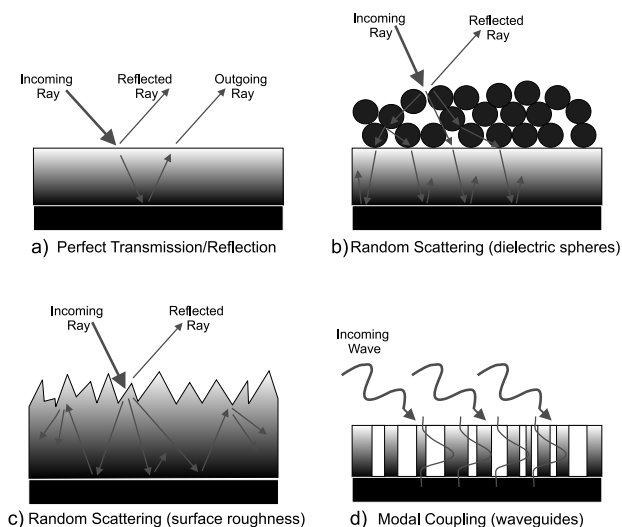 Incoming
Ray
Reflected
Ray
Outgoing
Ray
a) Perfect Transmission/Reflection
Incoming
Ray
Reflected
Ray
b) Random Scattering (dielectric spheres)
Incoming
Ray
Reflected
Ray
c) Random Scattering (surface roughness)
Incoming
Wave
d) Modal Coupling (waveguides)